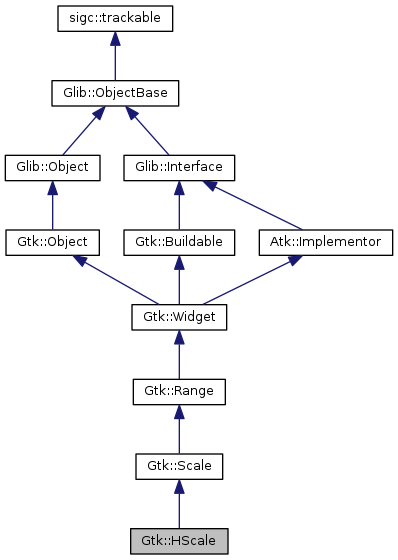 sigc::trackable
Glib::ObjectBase
Glib::Object
Glib::Interface
Gtk::Object
Gtk::Buildable
Atk::Implementor
Gtk::Widget
Gtk::Range
Gtk::Scale
Gtk::HScale